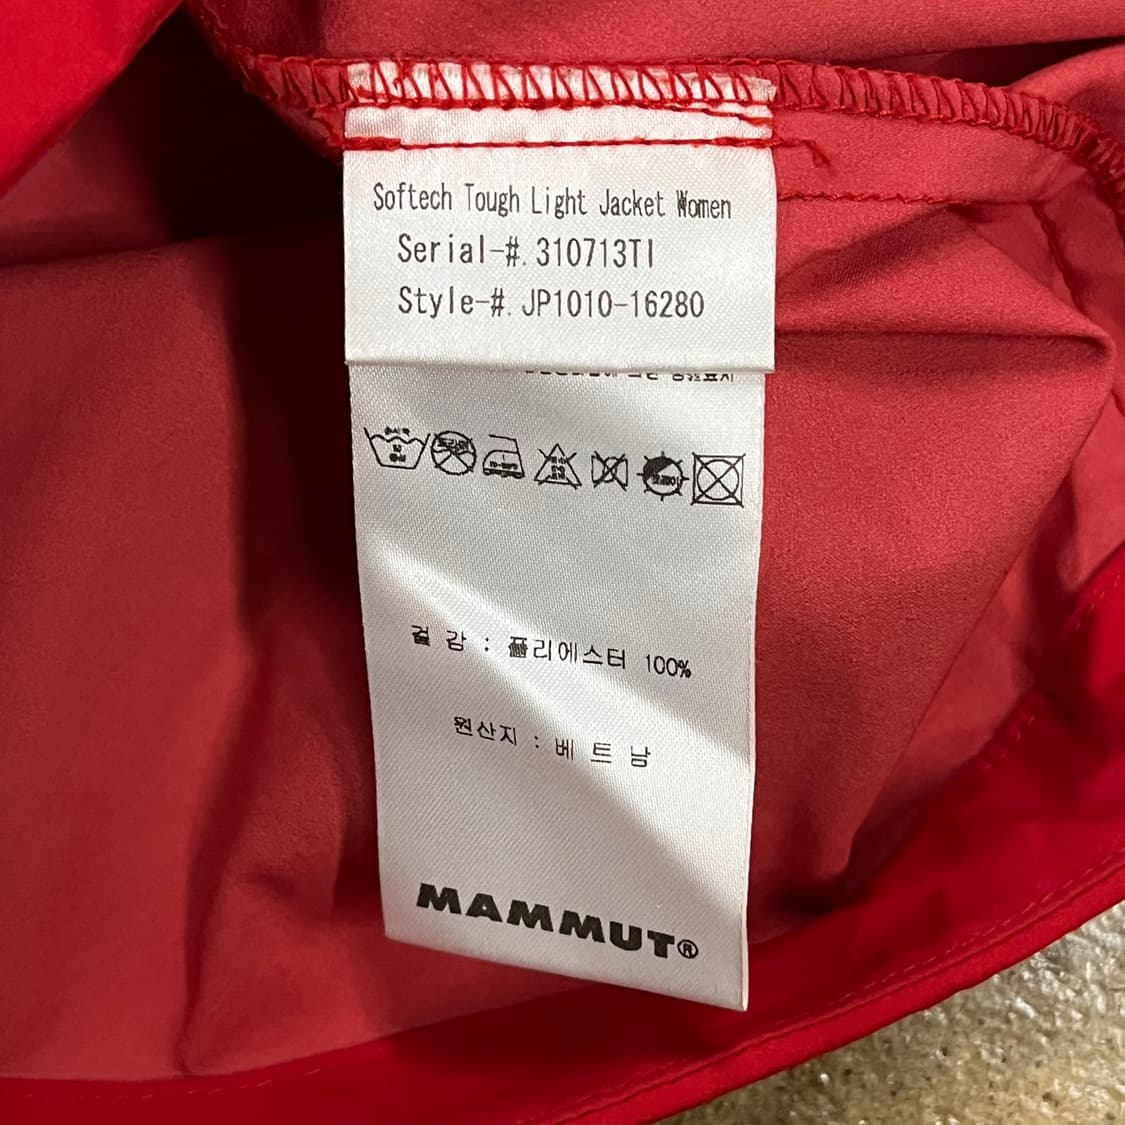 Softech Tough Light Jacket Women
Serial-#. 310713TI
Style-#. JP1010-16280
겉 감 : 폴리에스터 100%
원산지 : 베 트 남
MAMMUT®